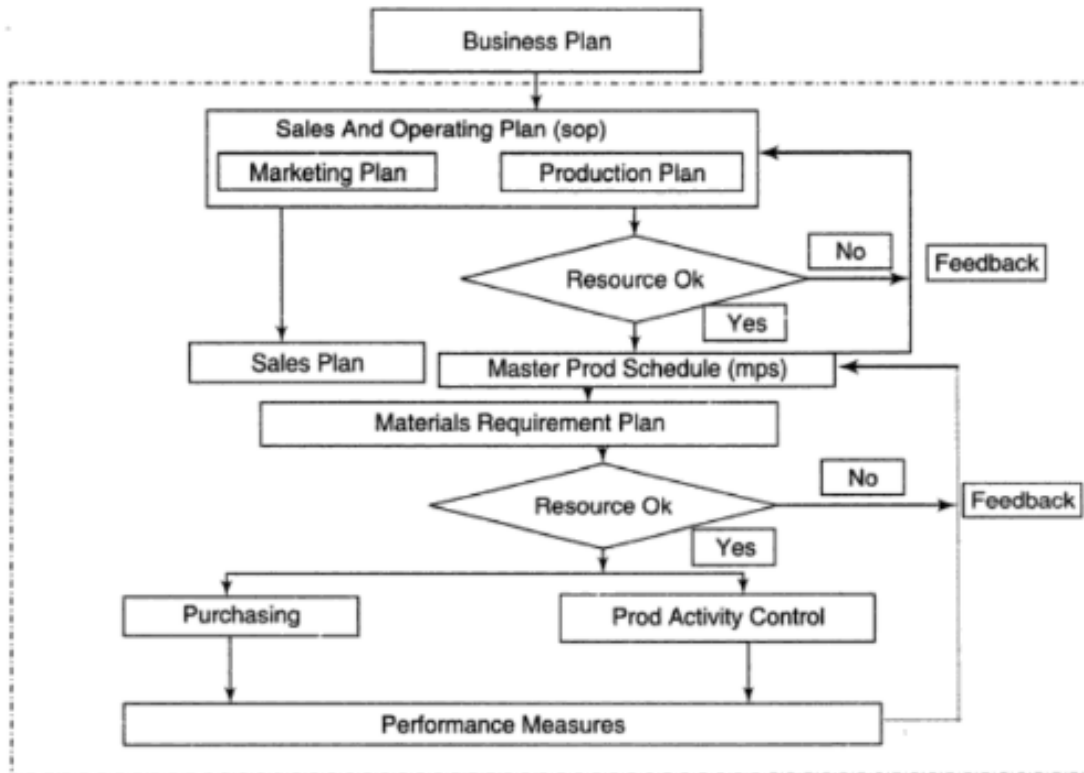 Business Plan
Sales And Operating Plan (sop)
Marketing Plan
Production Plan
No
Feedback
Resource Ok
Yes
Sales Plan
Master Prod Schedule (mps)
Materials Requirement Plan
No
Feedback
Resource Ok
Yes
Purchasing
Prod Activity Control
Performance Measures